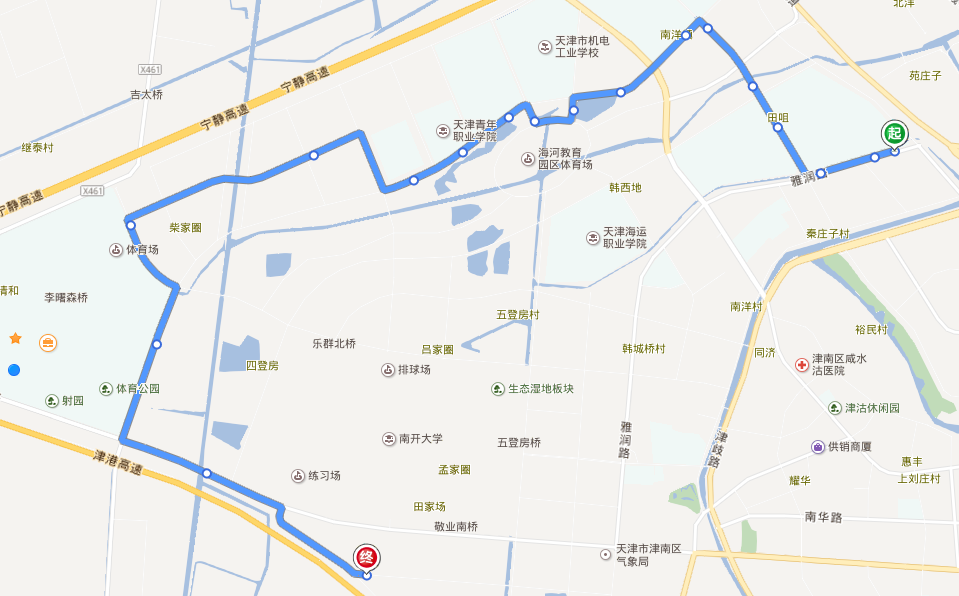 北洋
南洋
天津市机电
工业学校
苑庄子
X461
吉太桥
宁静高速
宁静高速
田咀
起
天津青年
职业学院
继泰村
海河教育
园区体育场
韩西地
雅润
X461
宁静高速
柴家圈
体育场
天津海运
职业学院
秦庄子村
清和
李曙森桥
五登房村
南洋村
裕民村
乐群北桥
吕家圈
韩城桥村
同济
四登房
排球场
津南区咸水
沽医院
体育公园
生态湿地板块
射园
津沽休闲园
南开大学
五登房桥
雅润路
津歧路
供销商厦
津港高速
孟家圈
惠丰
练习场
耀华
上刘庄村
田家场
敬业南桥
南华路
终
天津市津南区
气象局